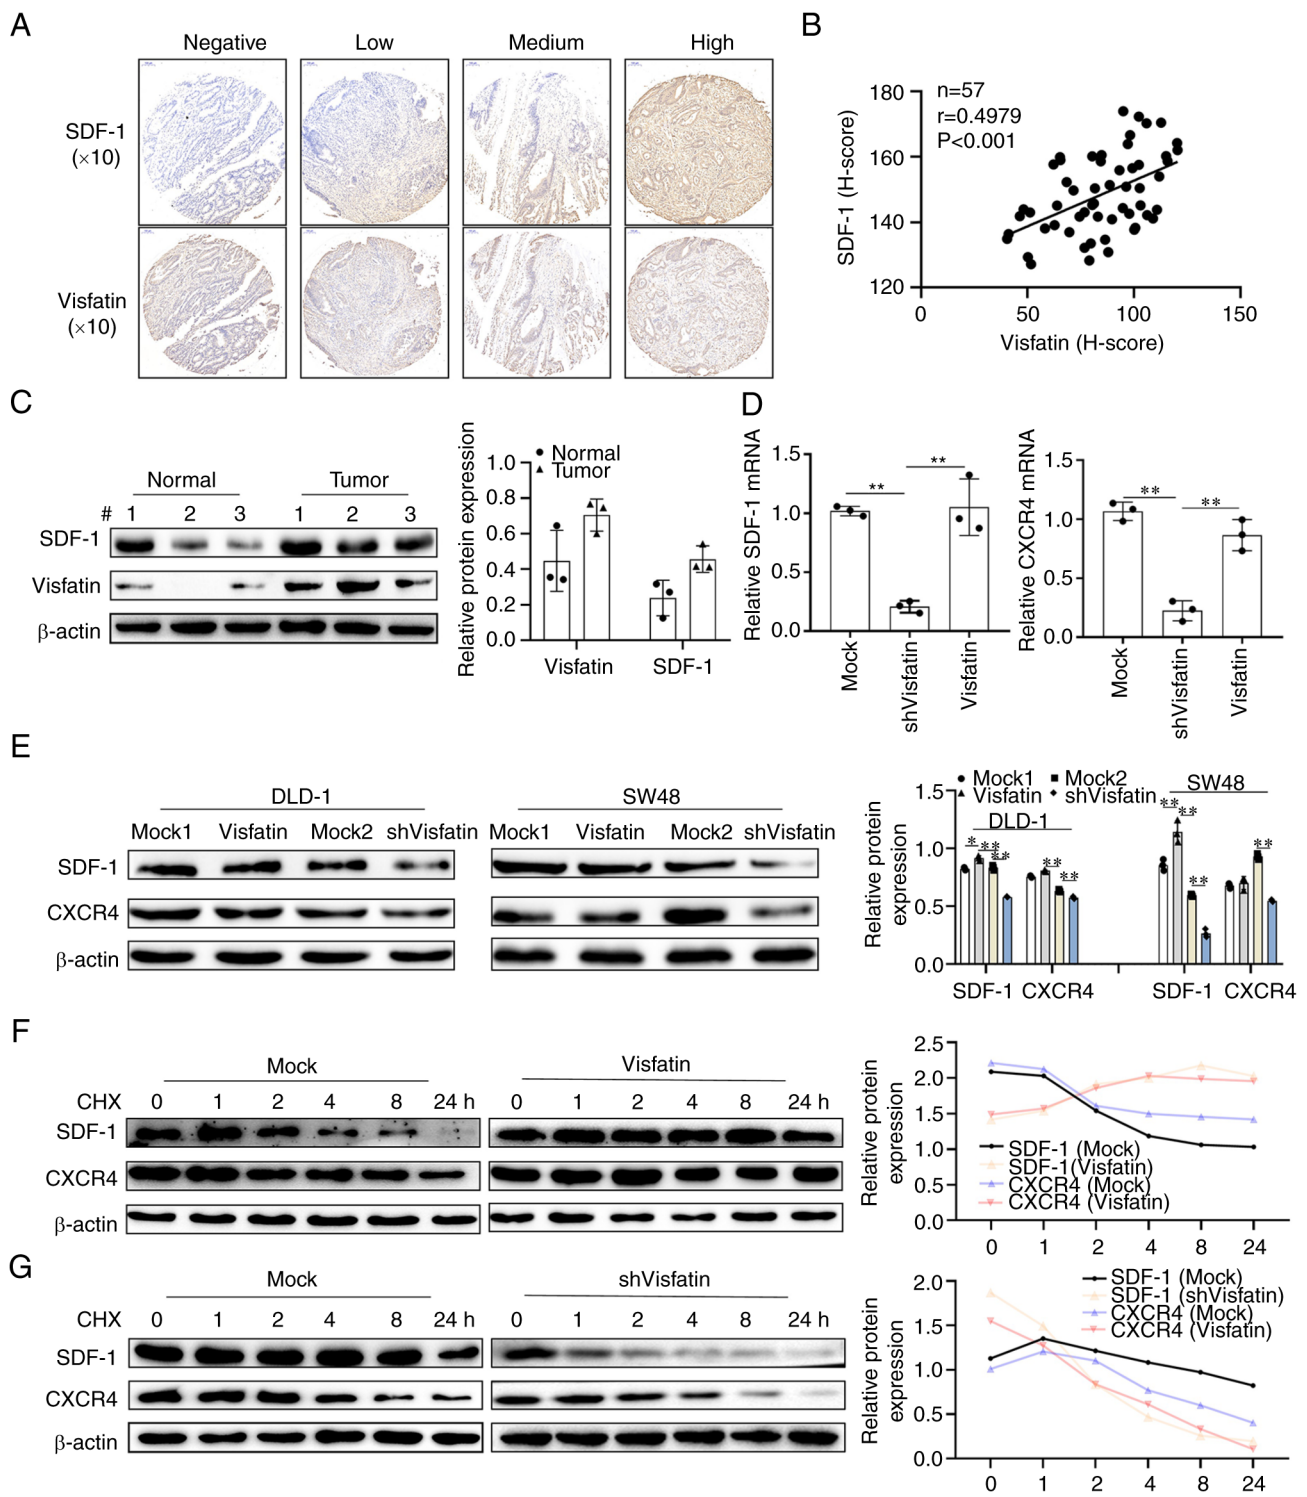 A
Negative Low Medium High
SDF-1
(×10)
Visfatin
(×10)
B
n=57
r=0.4979
P<0.001
SDF-1 (H-score)
180
160
140
120
0 50 100 150
Visfatin (H-score)
C
Normal Tumor
# 1 2 3 1 2 3
SDF-1
Visfatin
β-actin
Relative protein expression
1.0
0.8
0.6
0.4
0.2
0.0
Normal
Tumor
Visfatin SDF-1
D
Relative SDF-1 mRNA
1.5
1.0
0.5
0.0
** **
Mock shVisfatin Visfatin
Relative CXCR4 mRNA
1.5
1.0
0.5
0.0
** **
Mock shVisfatin Visfatin
E
DLD-1 SW48
Mock1 Visfatin Mock2 shVisfatin Mock1 Visfatin Mock2 shVisfatin
SDF-1
CXCR4
β-actin
Relative protein
expression
1.5
1.0
0.5
0.0
Mock1 Mock2
Visfatin shVisfatin
DLD-1
SW48
* ** ** ** ** ** ** ** **
SDF-1 CXCR4 SDF-1 CXCR4
F
Mock Visfatin
CHX 0 1 2 4 8 24 h 0 1 2 4 8 24 h
SDF-1
CXCR4
β-actin
Relative protein
expression
2.5
2.0
1.5
1.0
0.5
0.0
SDF-1 (Mock)
SDF-1(Visfatin)
CXCR4 (Mock)
CXCR4 (Visfatin)
0 1 2 4 8 24
G
Mock shVisfatin
CHX 0 1 2 4 8 24 h 0 1 2 4 8 24 h
SDF-1
CXCR4
β-actin
Relative protein
expression
2.0
1.5
1.0
0.5
0.0
SDF-1 (Mock)
SDF-1 (shVisfatin)
CXCR4 (Mock)
CXCR4 (Visfatin)
0 1 2 4 8 24